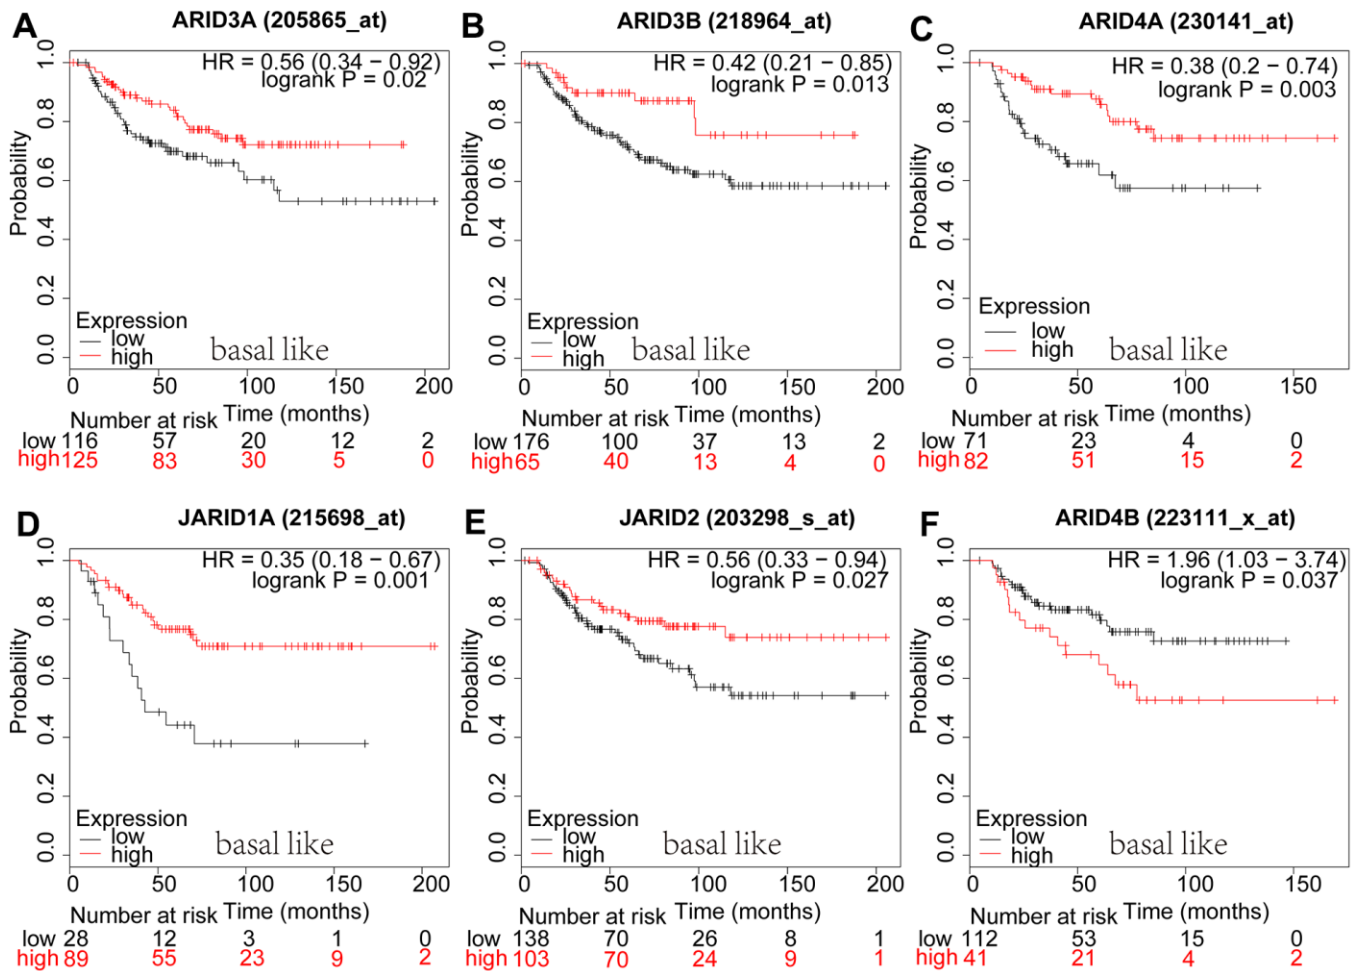 A
ARID3A (205865_at)
HR = 0.56 (0.34 − 0.92)
logrank P = 0.02
Probability
1.0
0.8
0.6
0.4
0.2
0.0
Expression
low
high
basal like
0 50 100 150 200
Number at risk Time (months)
low 116 57 20 12 2
high 125 83 30 5 0
B
ARID3B (218964_at)
HR = 0.42 (0.21 − 0.85)
logrank P = 0.013
Probability
1.0
0.8
0.6
0.4
0.2
0.0
Expression
low
high
basal like
0 50 100 150 200
Number at risk Time (months)
low 176 100 37 13 2
high 65 40 13 4 0
C
ARID4A (230141_at)
HR = 0.38 (0.2 − 0.74)
logrank P = 0.003
Probability
1.0
0.8
0.6
0.4
0.2
0.0
Expression
low
high
basal like
0 50 100 150
Number at risk Time (months)
low 71 23 4 0
high 82 51 15 2
D
JARID1A (215698_at)
HR = 0.35 (0.18 − 0.67)
logrank P = 0.001
Probability
1.0
0.8
0.6
0.4
0.2
0.0
Expression
low
high
basal like
0 50 100 150 200
Number at risk Time (months)
low 28 12 3 1 0
high 89 55 23 9 2
E
JARID2 (203298_s_at)
HR = 0.56 (0.33 − 0.94)
logrank P = 0.027
Probability
1.0
0.8
0.6
0.4
0.2
0.0
Expression
low
high
basal like
0 50 100 150 200
Number at risk Time (months)
low 138 70 26 8 1
high 103 70 24 9 1
F
ARID4B (223111_x_at)
HR = 1.96 (1.03 − 3.74)
logrank P = 0.037
Probability
1.0
0.8
0.6
0.4
0.2
0.0
Expression
low
high
basal like
0 50 100 150
Number at risk Time (months)
low 112 53 15 0
high 41 21 4 2